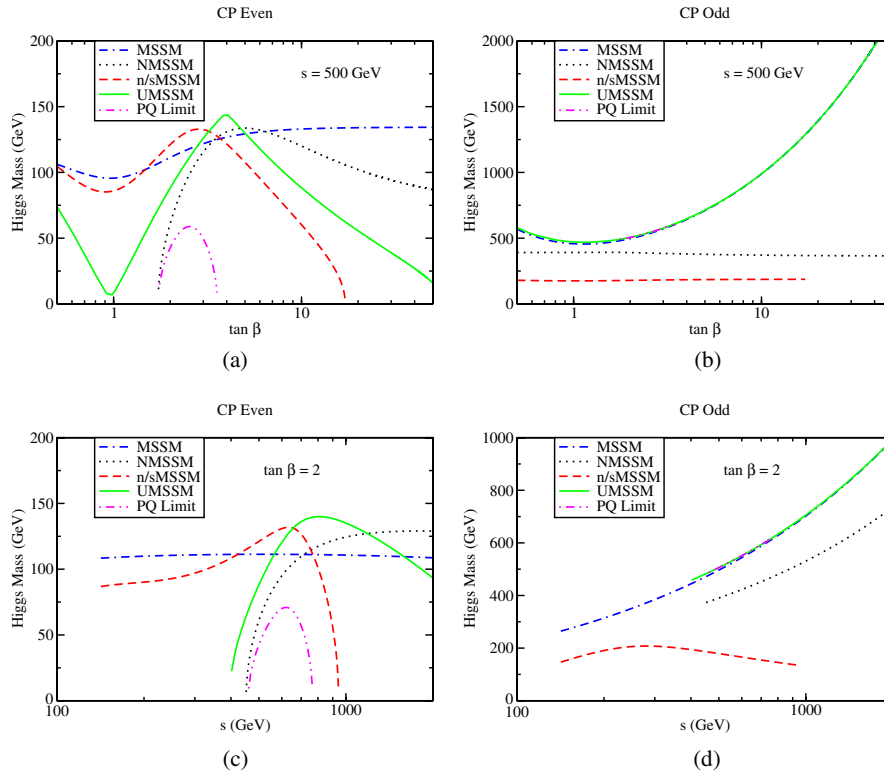 CP Even
200
150
100
50
0
Higgs Mass (GeV)
MSSM
NMSSM
n/sMSSM
UMSSM
PQ Limit
s = 500 GeV
1
10
tan β
(a)
CP Odd
2000
1500
1000
500
0
Higgs Mass (GeV)
MSSM
NMSSM
n/sMSSM
UMSSM
PQ Limit
s = 500 GeV
1
10
tan β
(b)
CP Even
200
150
100
50
0
Higgs Mass (GeV)
MSSM
NMSSM
n/sMSSM
UMSSM
PQ Limit
tan β = 2
100
1000
s (GeV)
(c)
CP Odd
1000
800
600
400
200
0
Higgs Mass (GeV)
MSSM
NMSSM
n/sMSSM
UMSSM
PQ Limit
tan β = 2
100
1000
s (GeV)
(d)